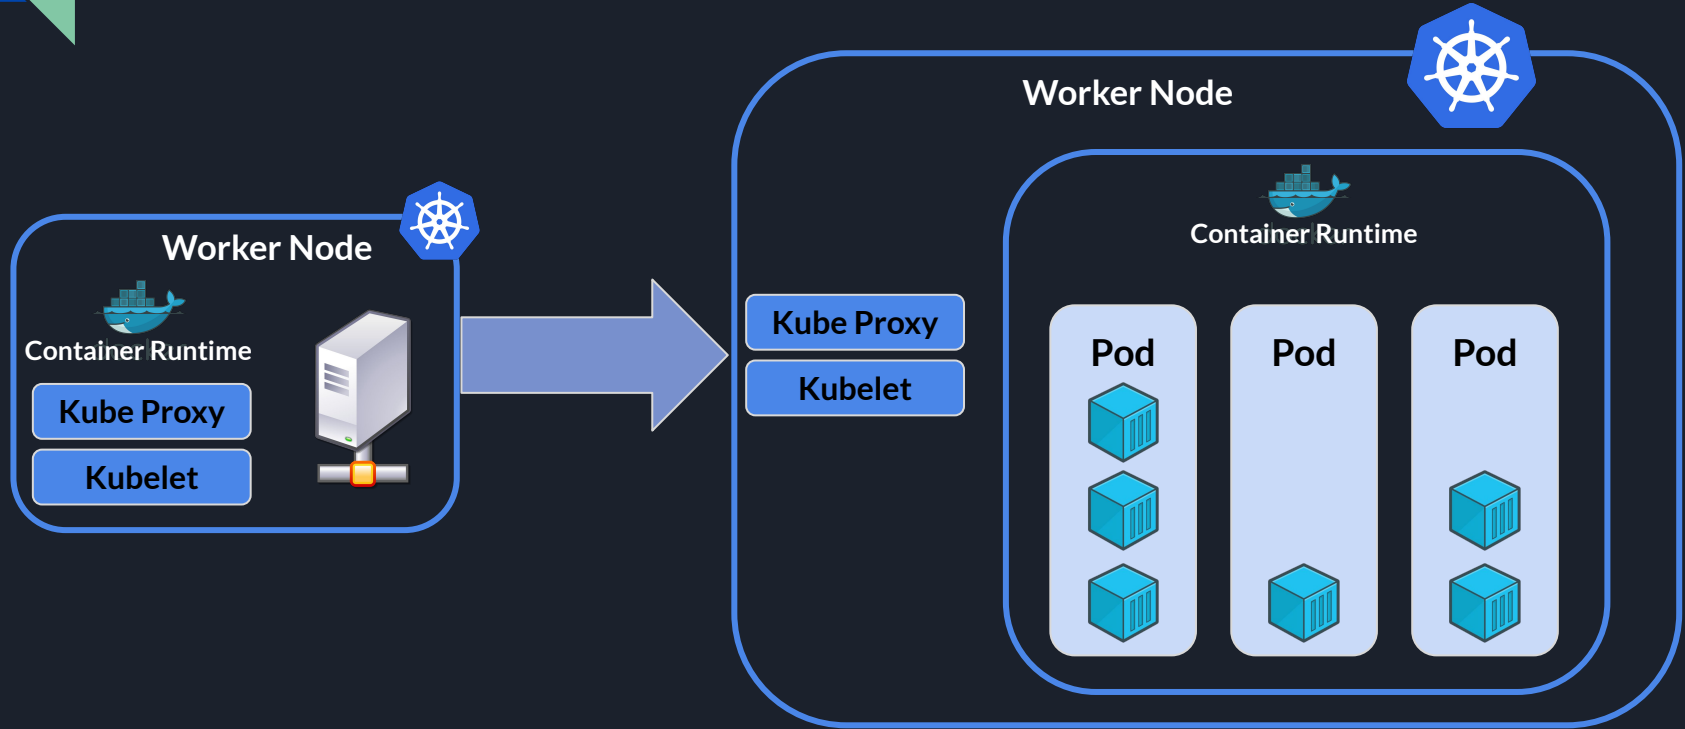 Worker Node
Container Runtime
Kube Proxy
Kubelet
Worker Node
Kube Proxy
Kubelet
Container Runtime
Pod
Pod
Pod